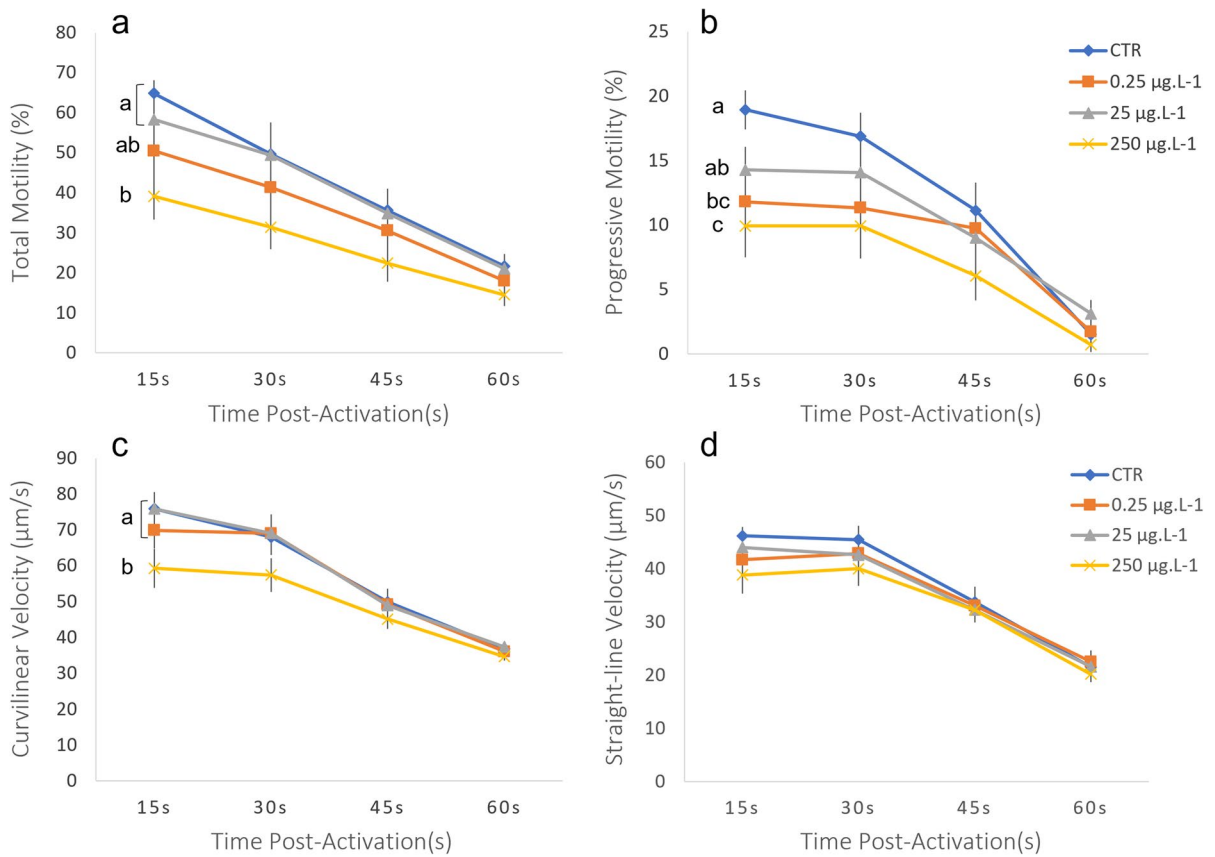 a
80
70
60
50
40
30
20
10
0
Total Motility (%)
a
ab
b
15s 30s 45s 60s
Time Post-Activation(s)
b
25
20
15
10
5
0
Progressive Motility (%)
a
ab
bc
c
15s 30s 45s 60s
Time Post-Activation(s)
CTR
0.25 µg.L-1
25 µg.L-1
250 µg.L-1
c
90
80
70
60
50
40
30
20
10
0
Curvilinear Velocity (µm/s)
a
b
15s 30s 45s 60s
Time Post-Activation(s)
d
60
50
40
30
20
10
0
Straight-line Velocity (µm/s)
15s 30s 45s 60s
Time Post-Activation(s)
CTR
0.25 µg.L-1
25 µg.L-1
250 µg.L-1